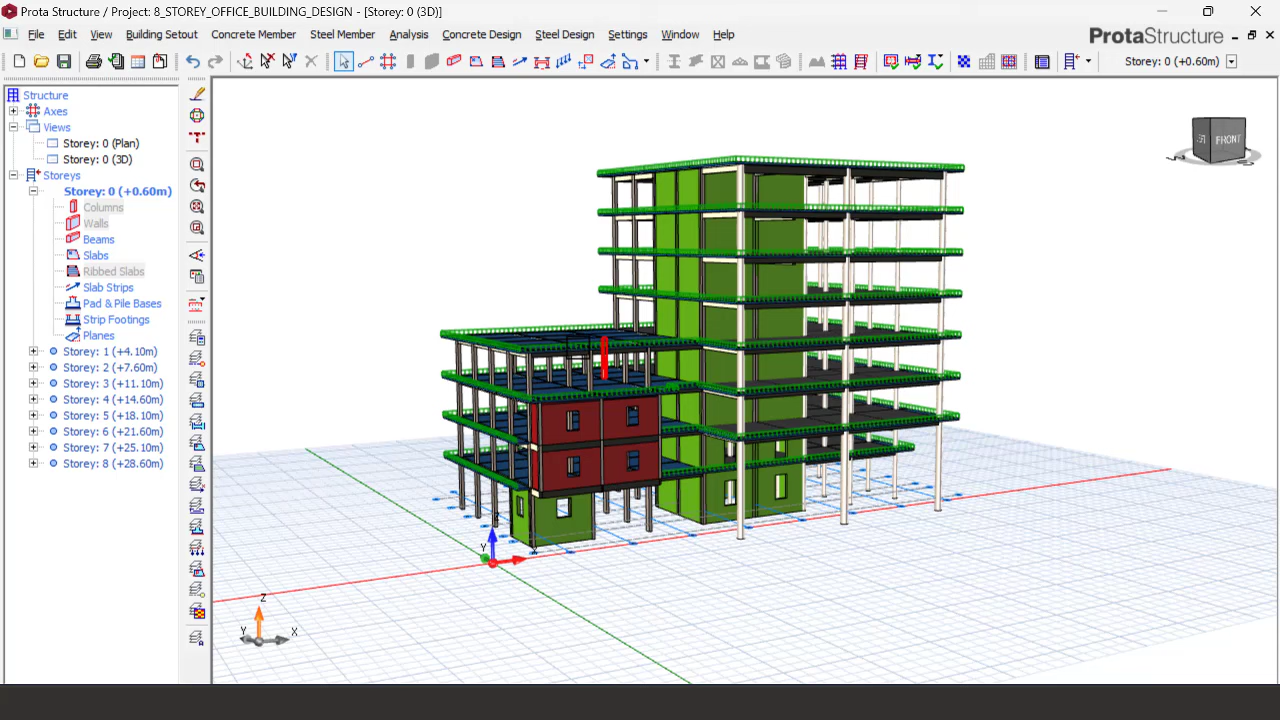 Prota Structure / Project: 8_STOREY_OFFICE_BUILDING_DESIGN - [Storey: 0 (3D)]
File Edit View Building Setout Concrete Member Steel Member Analysis Concrete Design Steel Design Settings Window Help
ProtaStructure
Storey: 0 (+0.60m)
Structure
Axes
Views
Storey: 0 (Plan)
Storey: 0 (3D)
Storeys
Storey: 0 (+0.60m)
Columns
Walls
Beams
Slabs
Ribbed Slabs
Slab Strips
Pad & Pile Bases
Strip Footings
Planes
Storey: 1 (+4.10m)
Storey: 2 (+7.60m)
Storey: 3 (+11.10m)
Storey: 4 (+14.60m)
Storey: 5 (+18.10m)
Storey: 6 (+21.60m)
Storey: 7 (+25.10m)
Storey: 8 (+28.60m)
FRONT
Y
X
Z
Y
X